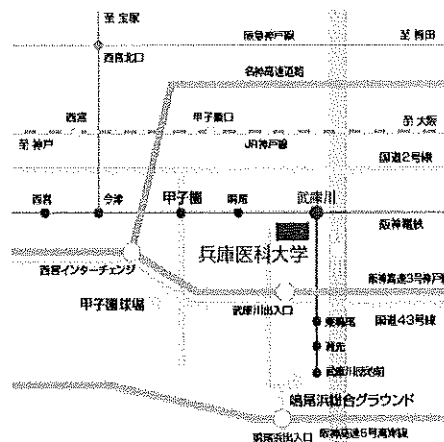 至 宝塚
阪急神戸線
至 梅田
西宮北口
名神高速道路
西宮
甲子園口
至 大阪
至 神戸
JR神戸線
国道2号線
西宮
今津
甲子園
鳴尾
武庫川
阪神電鉄
兵庫医科大学
西宮インターチェンジ
阪神高速3号神戸線
甲子園球場
武庫川出入口
国道43号線
東鳴尾
洲先
武庫川団地前
鳴尾浜総合グラウンド
鳴尾浜出入口
阪神高速5号湾岸線